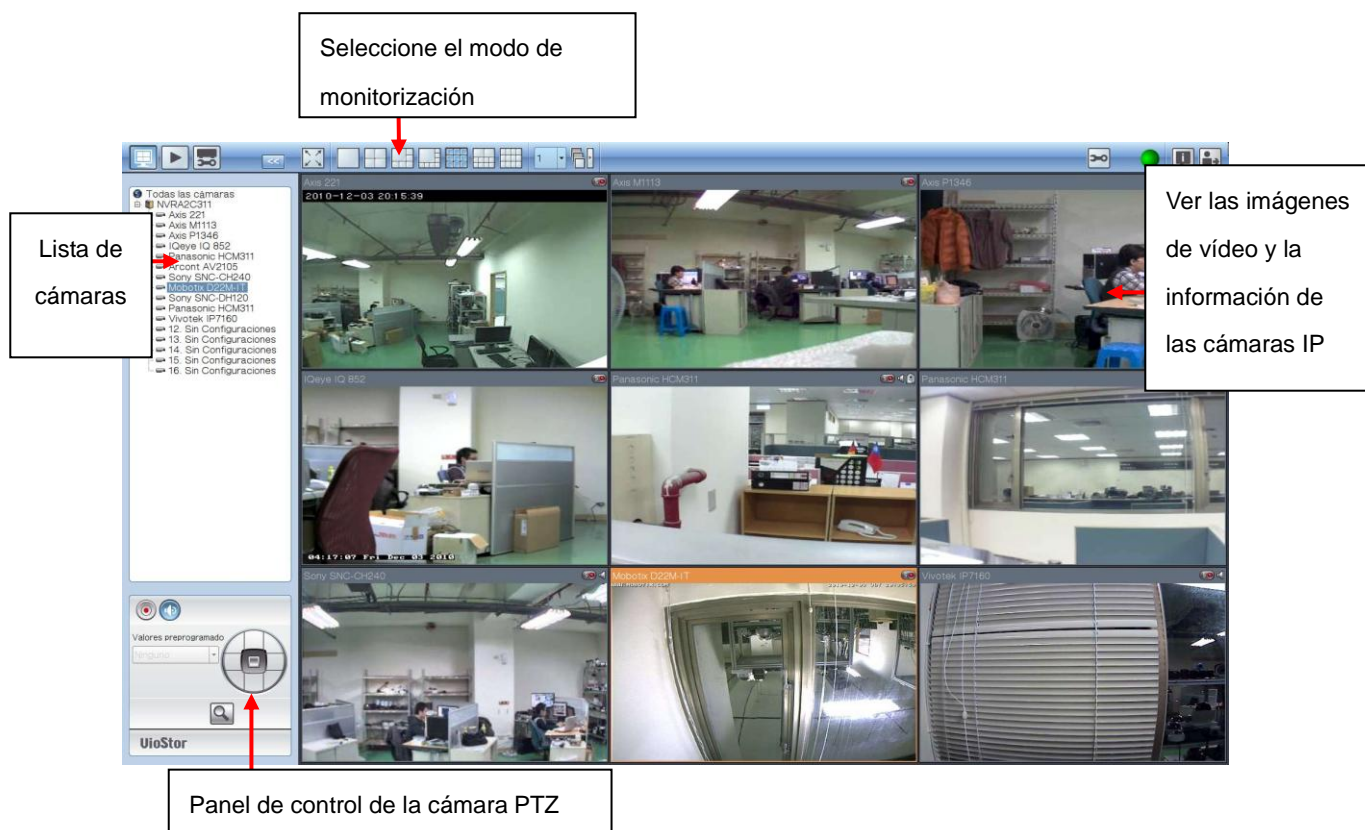 Seleccione el modo de
monitorización
1
Todas las cámaras
NVRA2C311
Axis 221
Axis M1113
Axis P1346
IQeye IQ 852
Panasonic HCM311
Arcont AV2105
Sony SNC-CH240
Mobotix D22M-IT
Sony SNC-DH120
Panasonic HCM311
Vivotek IP7160
12. Sin Configuraciones
13. Sin Configuraciones
14. Sin Configuraciones
15. Sin Configuraciones
16. Sin Configuraciones
Lista de
cámaras
Axis 221
2010-12-03 20:15:39
Axis M1113
Axis P1346
Ver las imágenes
de vídeo y la
información de
las cámaras IP
IQeye IQ 852
04:17:07 Fri Dec 03 2010
Panasonic HCM311
Panasonic HCM311
Sony SNC-CH240
Mobotix D22M-IT
Vivotek IP7160
Valores preprogramado
Ninguno
VioStor
Panel de control de la cámara PTZ